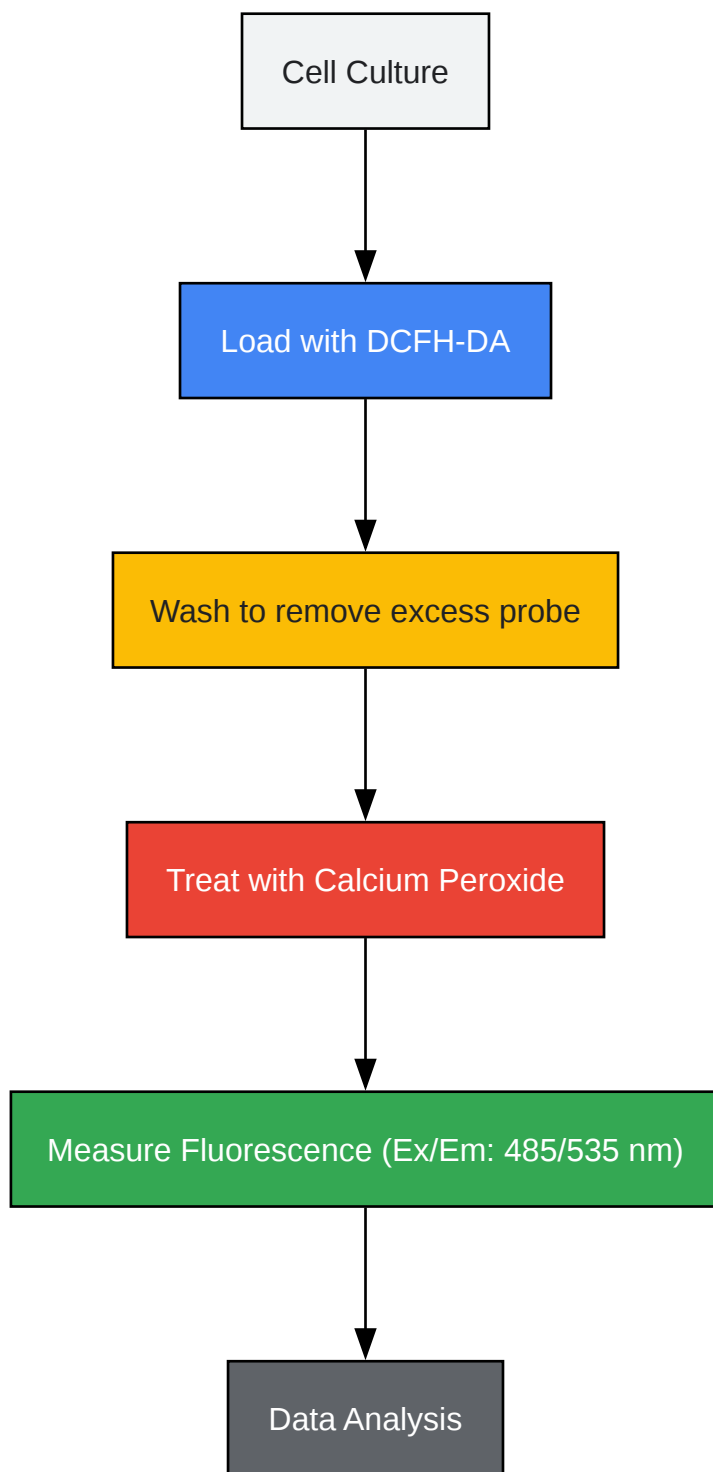 Cell Culture
Load with DCFH-DA
Wash to remove excess probe
Treat with Calcium Peroxide
Measure Fluorescence (Ex/Em: 485/535 nm)
Data Analysis